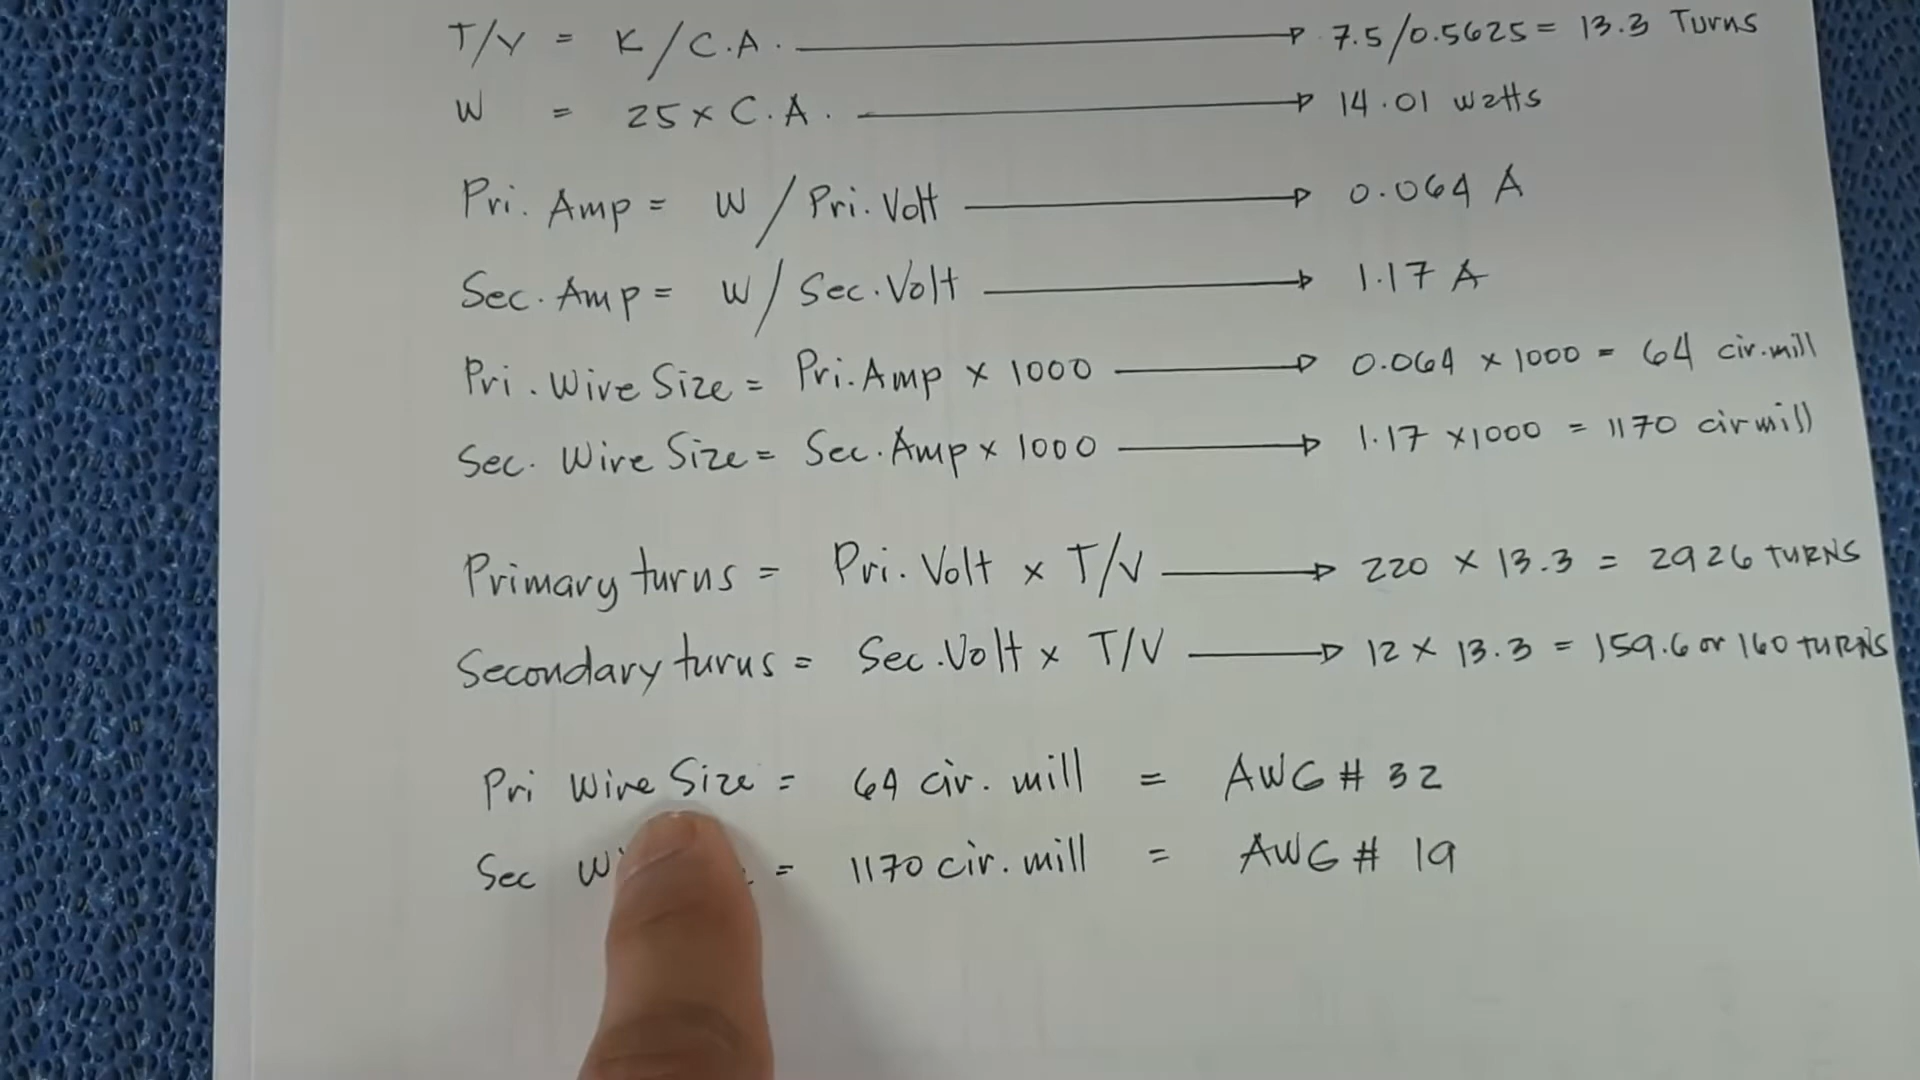 T/V = K/C.A. 7.5/0.5625 = 13.3 Turns
W = 25 x C.A. 14.01 watts
Pri. Amp = W / Pri. Volt 0.064 A
Sec. Amp = W / Sec. Volt 1.17 A
Pri. Wire Size = Pri. Amp x 1000 0.064 x 1000 = 64 cir. mill
Sec. Wire Size = Sec. Amp x 1000 1.17 x 1000 = 1170 cir mill
Primary turns = Pri. Volt x T/V 220 x 13.3 = 2926 TURNS
Secondary turns = Sec. Volt x T/V 12 x 13.3 = 159.6 or 160 TURNS
Pri Wire Size = 64 cir. mill = AWG # 32
Sec = 1170 cir. mill = AWG # 19